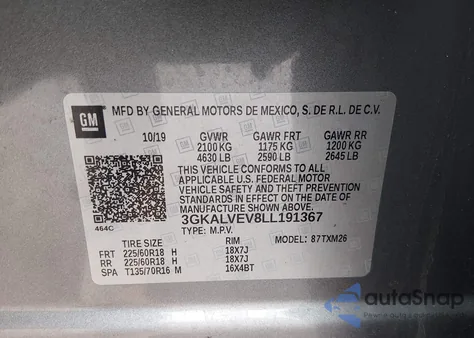 GM
MFD BY GENERAL MOTORS DE MEXICO, S. DE R.L. DE C.V.
10/19 GVWR GAWR FRT GAWR RR
2100 KG 1175 KG 1200 KG
4630 LB 2590 LB 2645 LB
THIS VEHICLE CONFORMS TO ALL
APPLICABLE U.S. FEDERAL MOTOR
VEHICLE SAFETY AND THEFT PREVENTION
STANDARDS IN EFFECT ON THE DATE
OF MANUFACTURE SHOWN ABOVE.
3GKALVEV8LL191367
464C
TYPE: M.P.V. MODEL: 87TXM26
TIRE SIZE RIM
FRT 225/60R18 H 18X7J
RR 225/60R18 H 18X7J
SPA T135/70R16 M 16X4BT
autoSnap